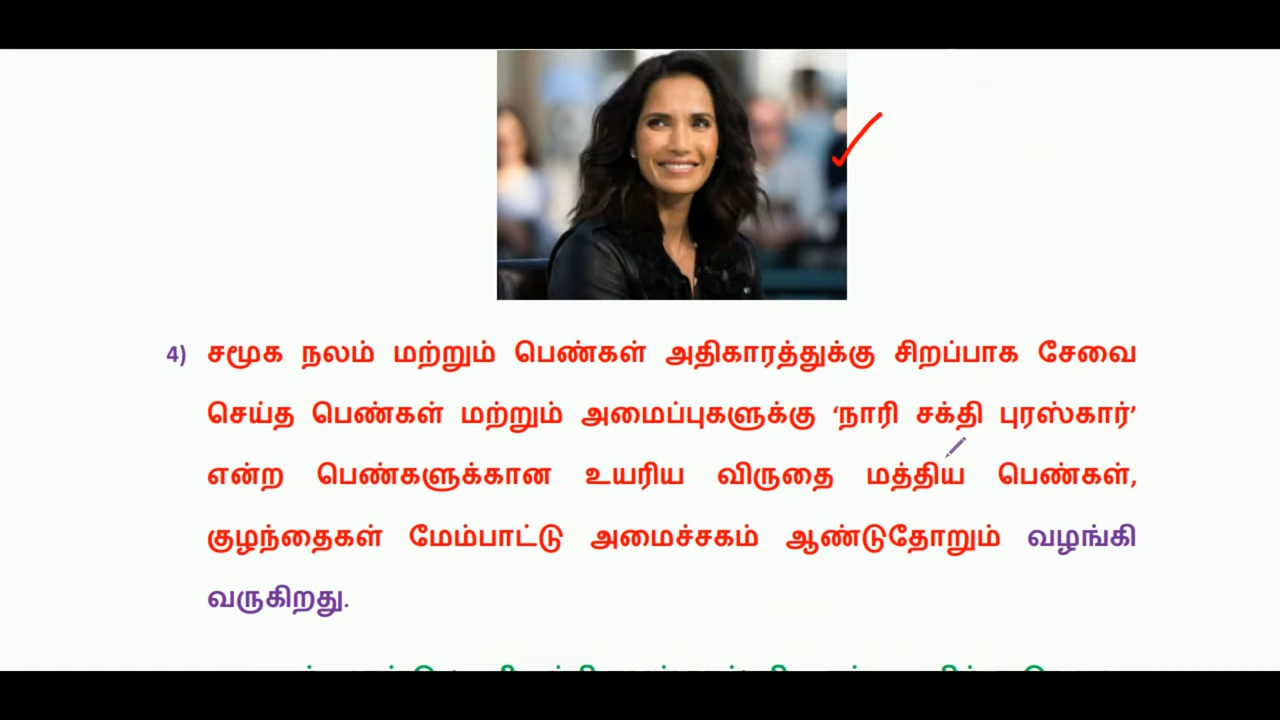 4) சமூக நலம் மற்றும் பெண்கள் அதிகாரத்துக்கு சிறப்பாக சேவை
செய்த பெண்கள் மற்றும் அமைப்புகளுக்கு ‘நாரி சக்தி புரஸ்கார்’
என்ற பெண்களுக்கான உயரிய விருதை மத்திய பெண்கள்,
குழந்தைகள் மேம்பாட்டு அமைச்சகம் ஆண்டுதோறும் வழங்கி
வருகிறது.